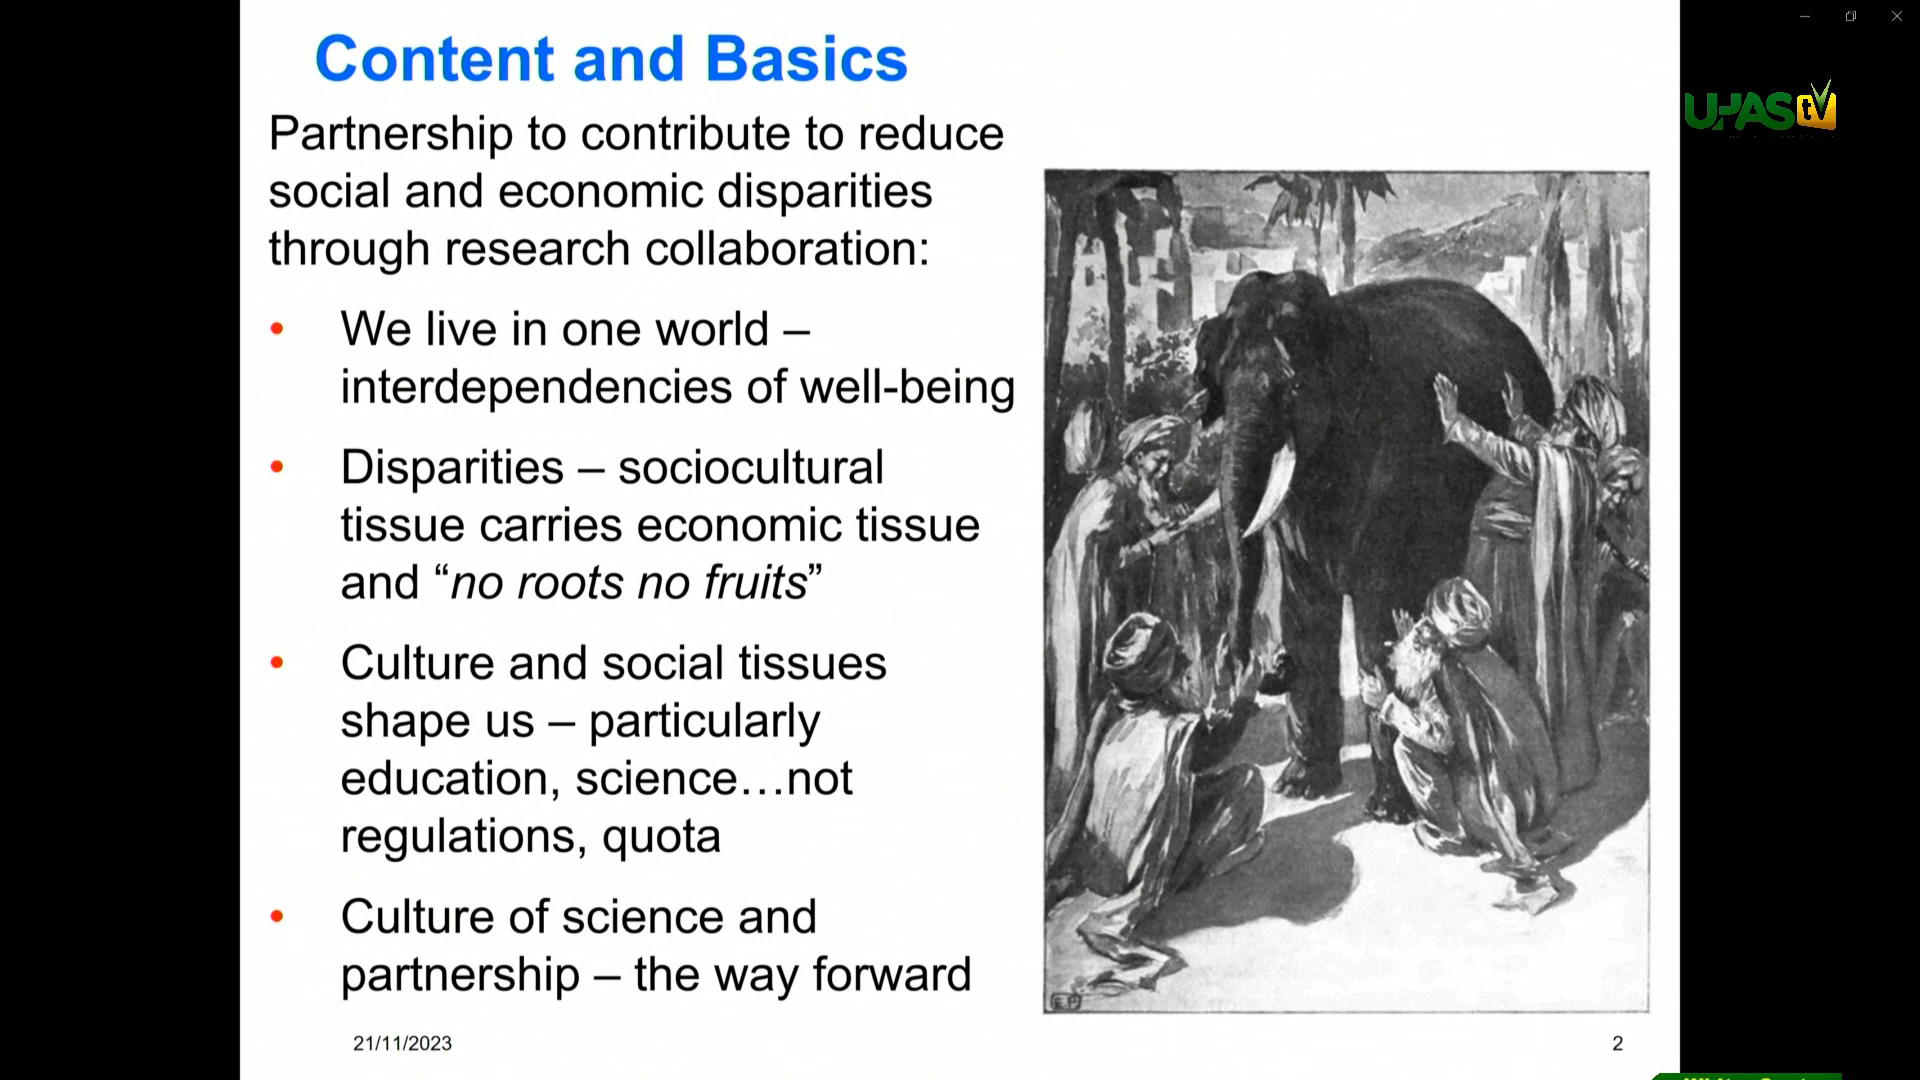 Content and Basics
Partnership to contribute to reduce
social and economic disparities
through research collaboration:
• We live in one world –
interdependencies of well-being
• Disparities – sociocultural
tissue carries economic tissue
and “no roots no fruits”
• Culture and social tissues
shape us – particularly
education, science…not
regulations, quota
• Culture of science and
partnership – the way forward
21/11/2023
2
UHAS tv
EP